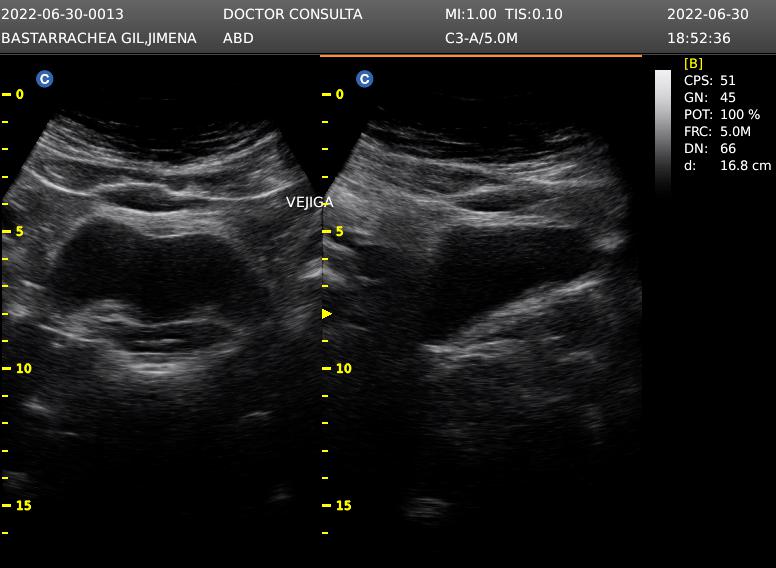 2022-06-30-0013 DOCTOR CONSULTA MI:1.00 TIS:0.10 2022-06-30
BASTARRACHEA GIL,JIMENA ABD C3-A/5.0M 18:52:36
C C
[B]
0 0
CPS: 51
GN: 45
POT: 100 %
FRC: 5.0M
DN: 66
d: 16.8 cm
VEJIGA
5 5
10 10
15 15